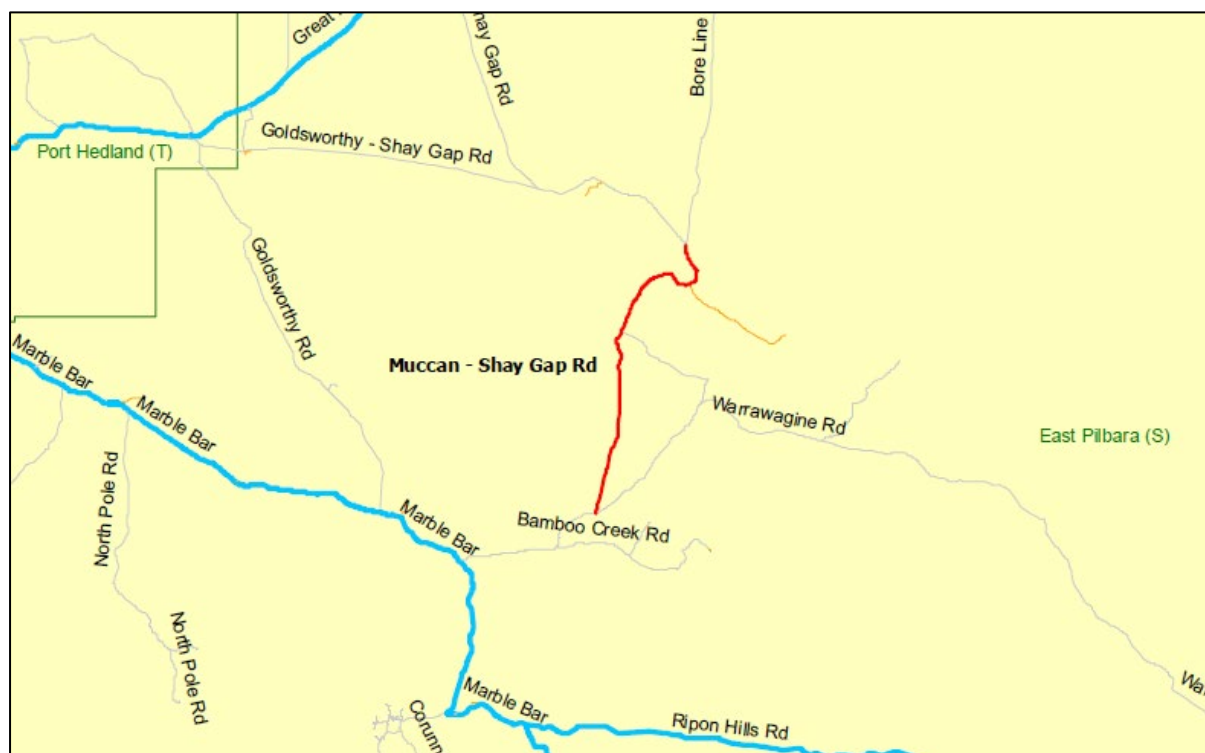 Great
Shay Gap Rd
Bore Line
Goldsworthy - Shay Gap Rd
Port Hedland (T)
Goldsworthy Rd
Marble Bar
Muccan - Shay Gap Rd
Marble Bar
Warrawagine Rd
East Pilbara (S)
North Pole Rd
Marble Bar
Bamboo Creek Rd
North Pole Rd
Marble Bar
Ripon Hills Rd
Corunn